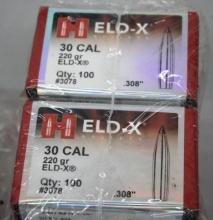 ELD-X
30 CAL
220 gr
ELD-X®
Qty: 100
#3078
.308"
ELD-X
30 CAL
220 gr
ELD-X®
Qty: 100
#3078
.308"